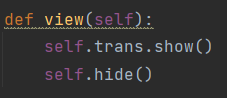 def view(self):
    self.trans.show()
    self.hide()